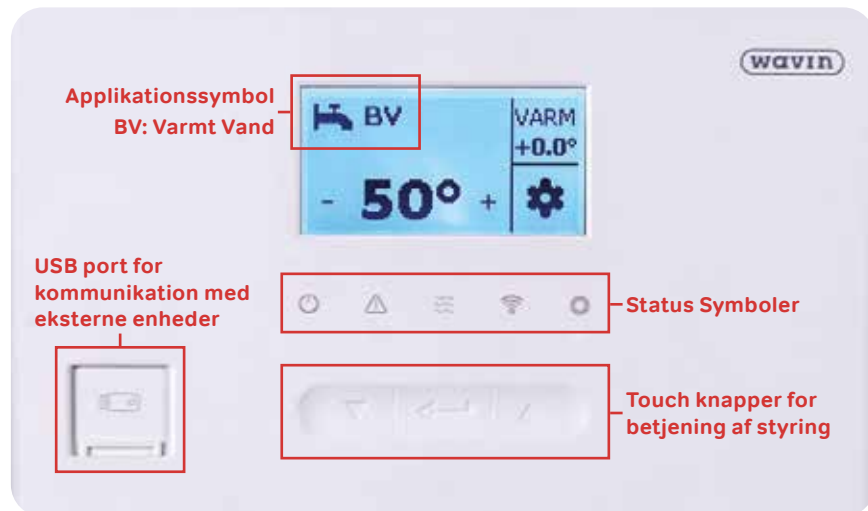 wavin
Applikationssymbol
BV: Varmt Vand
BV
VARM
+0.0°
- 50° +
USB port for
kommunikation med
eksterne enheder
Status Symboler
Touch knapper for
betjening af styring